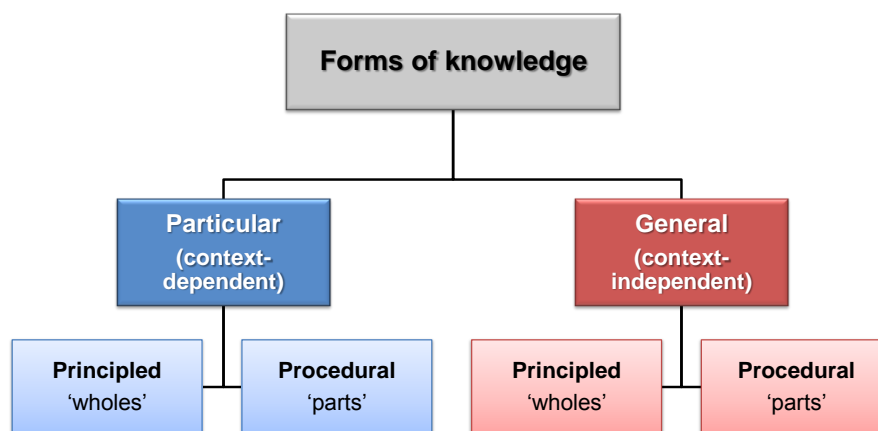 Forms of knowledge
Particular
(context-
dependent)
General
(context-
independent)
Principled
‘wholes’
Procedural
‘parts’
Principled
‘wholes’
Procedural
‘parts’